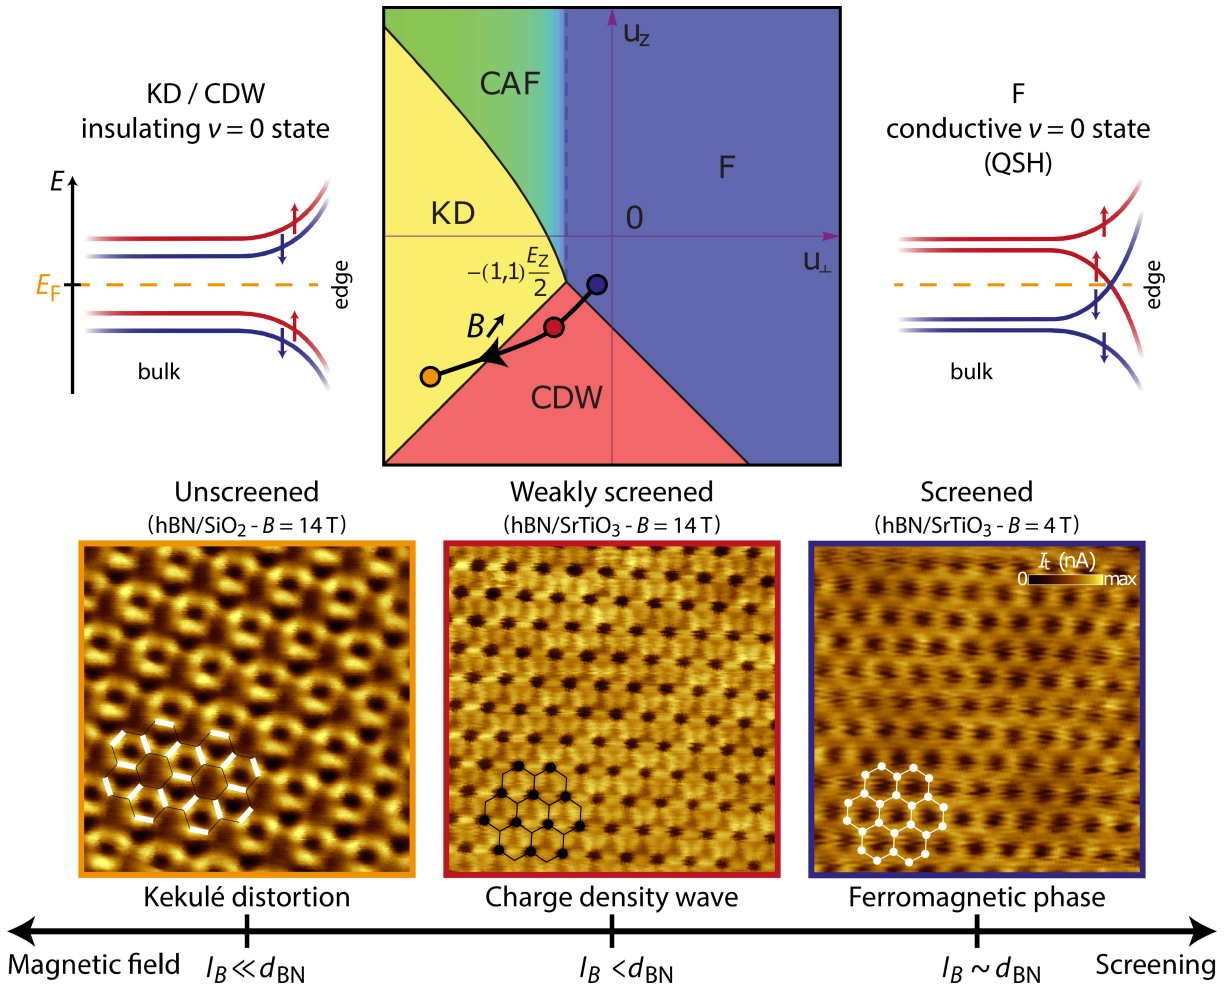 KD / CDW
insulating ν = 0 state
E
E_F
edge
bulk
u_Z
CAF
F
KD
0
u_⊥
−(1,1) E_Z/2
B
CDW
F
conductive ν = 0 state
(QSH)
edge
bulk
Unscreened
(hBN/SiO₂ - B = 14 T)
Weakly screened
(hBN/SrTiO₃ - B = 14 T)
Screened
(hBN/SrTiO₃ - B = 4 T)
I_t (nA)
0 max
Kekulé distortion
Charge density wave
Ferromagnetic phase
Magnetic field
l_B ≪ d_BN
l_B < d_BN
l_B ~ d_BN
Screening